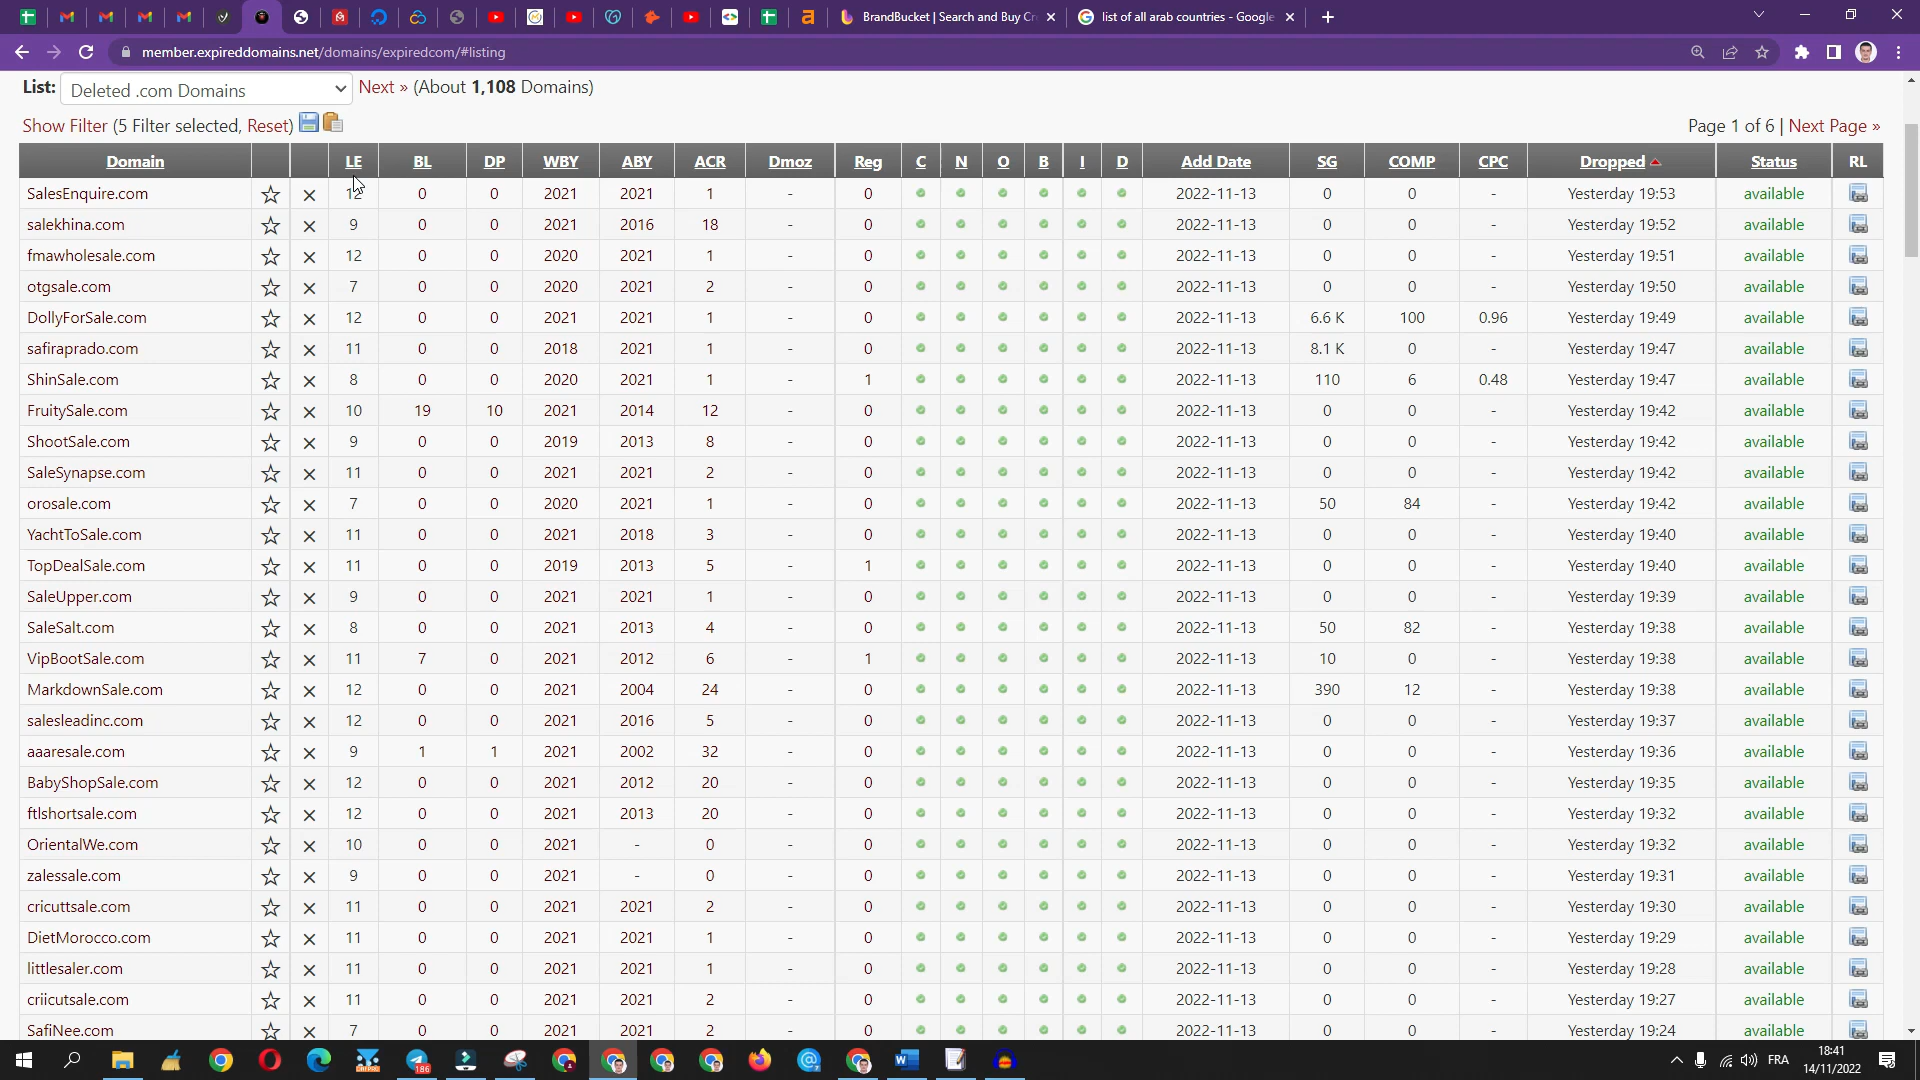 BrandBucket | Search and Buy Cr
list of all arab countries - Google
member.expireddomains.net/domains/expiredcom/#listing
List: Deleted .com Domains Next » (About 1,108 Domains)
Show Filter (5 Filter selected, Reset) Page 1 of 6 | Next Page »
Domain LE BL DP WBY ABY ACR Dmoz Reg C N O B I D Add Date SG COMP CPC Dropped Status RL
SalesEnquire.com 12 0 0 2021 2021 1 - 0 2022-11-13 0 0 - Yesterday 19:53 available
salekhina.com 9 0 0 2021 2016 18 - 0 2022-11-13 0 0 - Yesterday 19:52 available
fmawholesale.com 12 0 0 2020 2021 1 - 0 2022-11-13 0 0 - Yesterday 19:51 available
otgsale.com 7 0 0 2020 2021 2 - 0 2022-11-13 0 0 - Yesterday 19:50 available
DollyForSale.com 12 0 0 2021 2021 1 - 0 2022-11-13 6.6 K 100 0.96 Yesterday 19:49 available
safiraprado.com 11 0 0 2018 2021 1 - 0 2022-11-13 8.1 K 0 - Yesterday 19:47 available
ShinSale.com 8 0 0 2020 2021 1 - 1 2022-11-13 110 6 0.48 Yesterday 19:47 available
FruitySale.com 10 19 10 2021 2014 12 - 0 2022-11-13 0 0 - Yesterday 19:42 available
ShootSale.com 9 0 0 2019 2013 8 - 0 2022-11-13 0 0 - Yesterday 19:42 available
SaleSynapse.com 11 0 0 2021 2021 2 - 0 2022-11-13 0 0 - Yesterday 19:42 available
orosale.com 7 0 0 2020 2021 1 - 0 2022-11-13 50 84 - Yesterday 19:42 available
YachtToSale.com 11 0 0 2021 2018 3 - 0 2022-11-13 0 0 - Yesterday 19:40 available
TopDealSale.com 11 0 0 2019 2013 5 - 1 2022-11-13 0 0 - Yesterday 19:40 available
SaleUpper.com 9 0 0 2021 2021 1 - 0 2022-11-13 0 0 - Yesterday 19:39 available
SaleSalt.com 8 0 0 2021 2013 4 - 0 2022-11-13 50 82 - Yesterday 19:38 available
VipBootSale.com 11 7 0 2021 2012 6 - 1 2022-11-13 10 0 - Yesterday 19:38 available
MarkdownSale.com 12 0 0 2021 2004 24 - 0 2022-11-13 390 12 - Yesterday 19:38 available
salesleadinc.com 12 0 0 2021 2016 5 - 0 2022-11-13 0 0 - Yesterday 19:37 available
aaaresale.com 9 1 1 2021 2002 32 - 0 2022-11-13 0 0 - Yesterday 19:36 available
BabyShopSale.com 12 0 0 2021 2012 20 - 0 2022-11-13 0 0 - Yesterday 19:35 available
ftlshortsale.com 12 0 0 2021 2013 20 - 0 2022-11-13 0 0 - Yesterday 19:32 available
OrientalWe.com 10 0 0 2021 - 0 - 0 2022-11-13 0 0 - Yesterday 19:32 available
zalessale.com 9 0 0 2021 - 0 - 0 2022-11-13 0 0 - Yesterday 19:31 available
cricuttsale.com 11 0 0 2021 2021 2 - 0 2022-11-13 0 0 - Yesterday 19:30 available
DietMorocco.com 11 0 0 2021 2021 1 - 0 2022-11-13 0 0 - Yesterday 19:29 available
littlesaler.com 11 0 0 2021 2021 1 - 0 2022-11-13 0 0 - Yesterday 19:28 available
criicutsale.com 11 0 0 2021 2021 2 - 0 2022-11-13 0 0 - Yesterday 19:27 available
SafiNee.com 7 0 0 2021 2021 2 - 0 2022-11-13 0 0 - Yesterday 19:24 available
186
FRA
18:41
14/11/2022